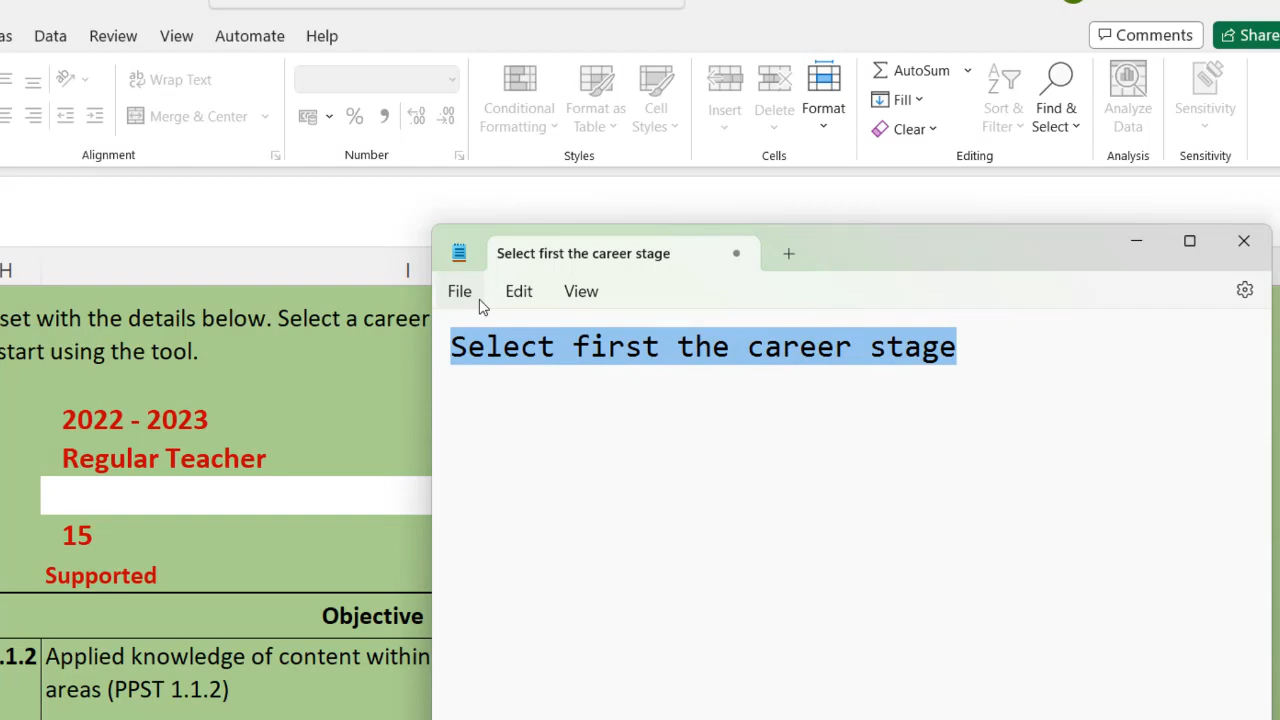 as Data Review View Automate Help Comments Share
Wrap Text
Merge & Center
Alignment
% 
Number
Conditional Formatting
Format as Table
Cell Styles
Styles
Insert
Delete
Format
Cells
AutoSum
Fill
Clear
Sort & Filter
Find & Select
Editing
Analyze Data
Analysis
Sensitivity
Sensitivity
H I
set with the details below. Select a career
start using the tool.
2022 - 2023
Regular Teacher
15
Supported
Objective
.1.2 Applied knowledge of content within
areas (PPST 1.1.2)
Select first the career stage
File Edit View
Select first the career stage